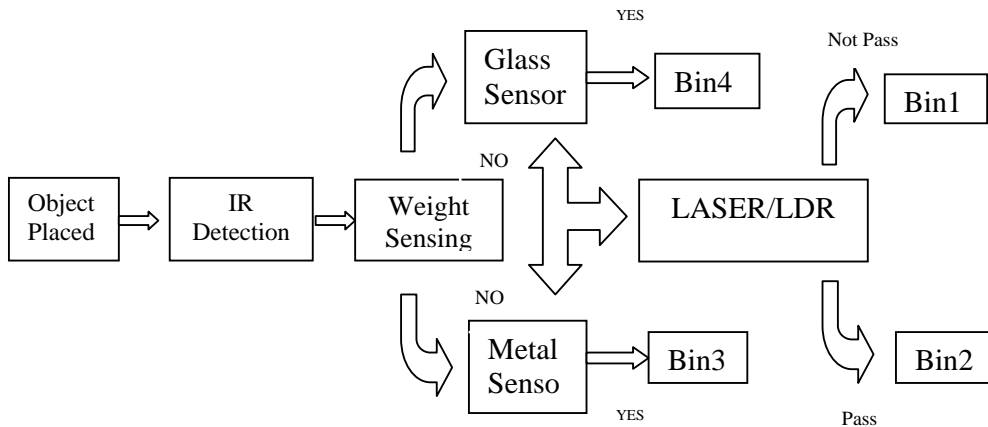 YES
Glass
Sensor
Bin4
Not Pass
Bin1
NO
Object
Placed
IR
Detection
Weight
Sensing
LASER/LDR
NO
Metal
Senso
Bin3
Bin2
YES
Pass